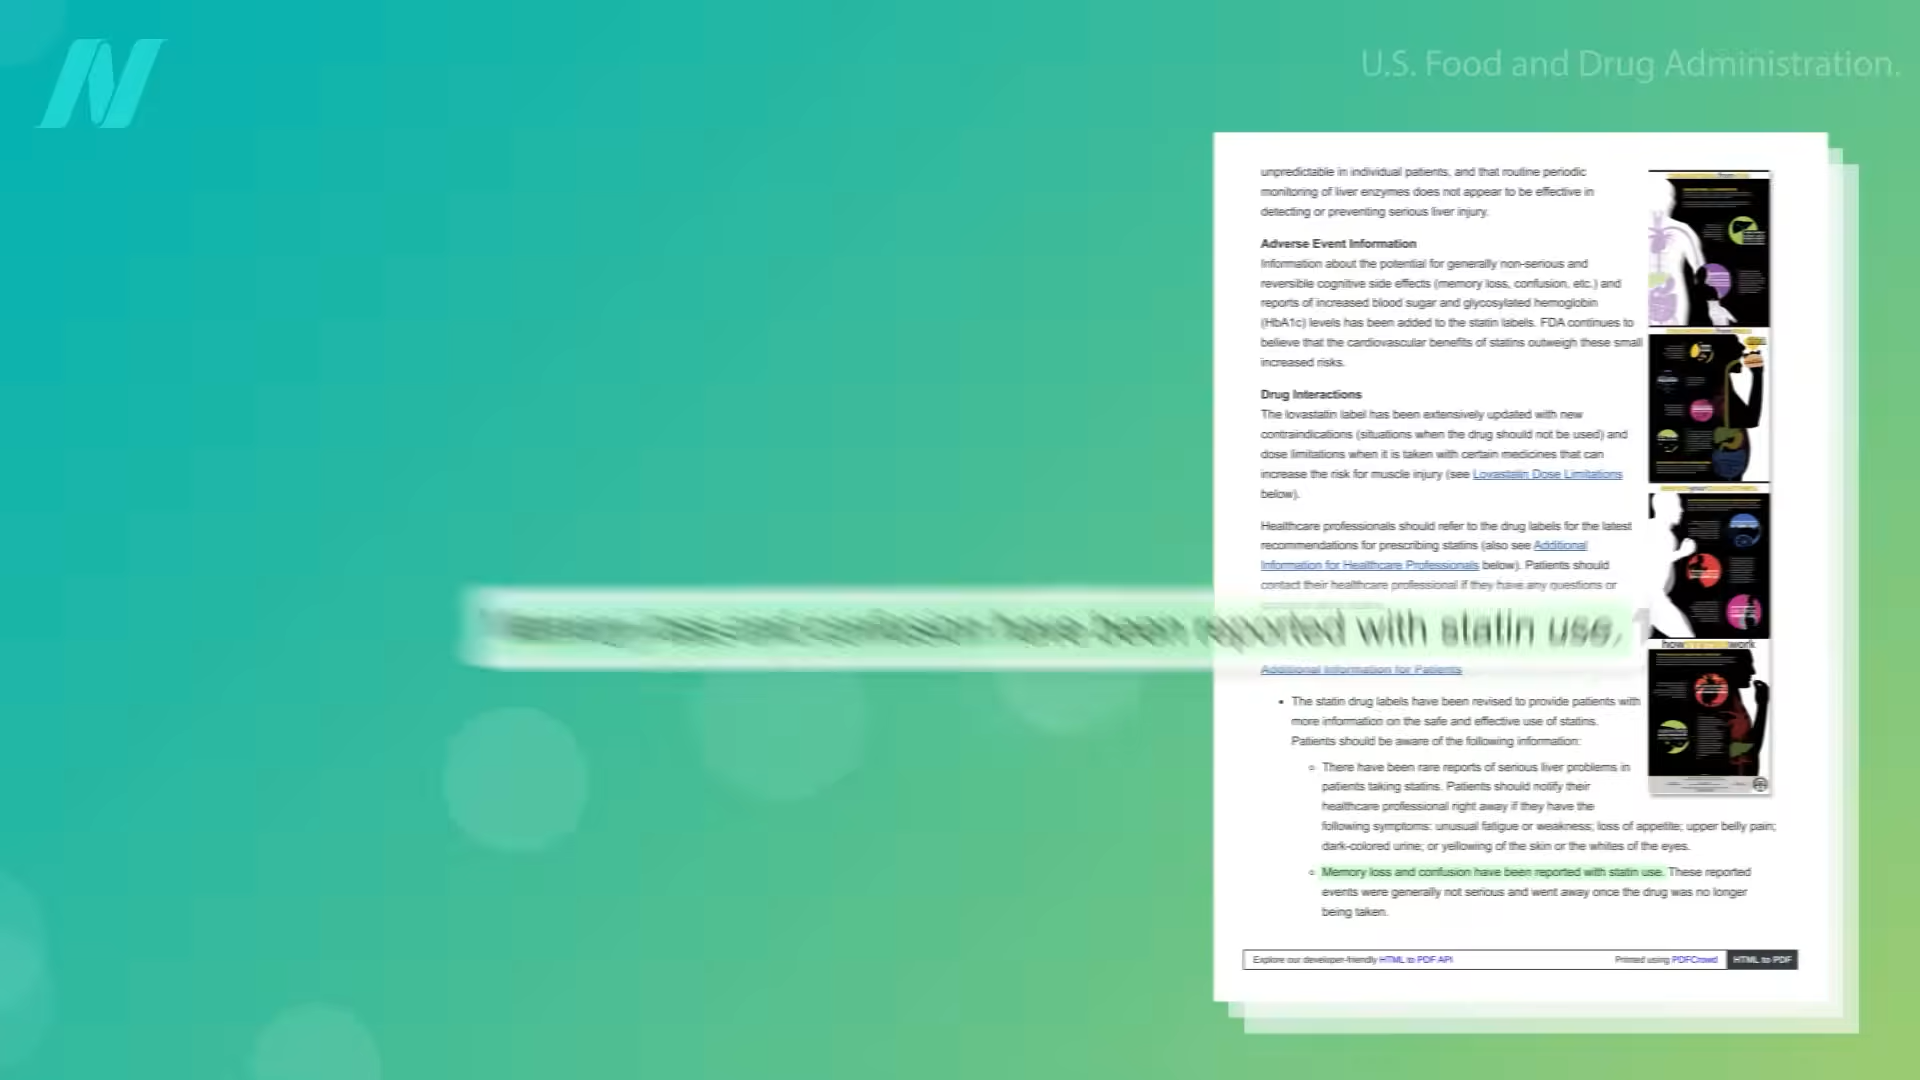 U.S. Food and Drug Administration.
unpredictable in individual patients, and that routine periodic
monitoring of liver enzymes does not appear to be effective in
detecting or preventing serious liver injury.
Adverse Event Information
Information about the potential for generally non-serious and
reversible cognitive side effects (memory loss, confusion, etc.) and
reports of increased blood sugar and glycosylated hemoglobin
(HbA1c) levels has been added to the statin labels. FDA continues to
believe that the cardiovascular benefits of statins outweigh these small
increased risks.
Drug Interactions
The lovastatin label has been extensively updated with new
contraindications (situations when the drug should not be used) and
dose limitations when it is taken with certain medicines that can
increase the risk for muscle injury (see Lovastatin Dose Limitations
below).
Healthcare professionals should refer to the drug labels for the latest
recommendations for prescribing statins (also see Additional
Information for Healthcare Professionals below). Patients should
contact their healthcare professional if they have any questions or
have been reported with statin use.
how work
Additional Information for Patients
• The statin drug labels have been revised to provide patients with
more information on the safe and effective use of statins.
Patients should be aware of the following information:
○ There have been rare reports of serious liver problems in
patients taking statins. Patients should notify their
healthcare professional right away if they have the
following symptoms: unusual fatigue or weakness; loss of appetite; upper belly pain;
dark-colored urine; or yellowing of the skin or the whites of the eyes.
○ Memory loss and confusion have been reported with statin use. These reported
events were generally not serious and went away once the drug was no longer
being taken.
Explore our developer-friendly HTML to PDF API Printed using PDFCrowd HTML to PDF